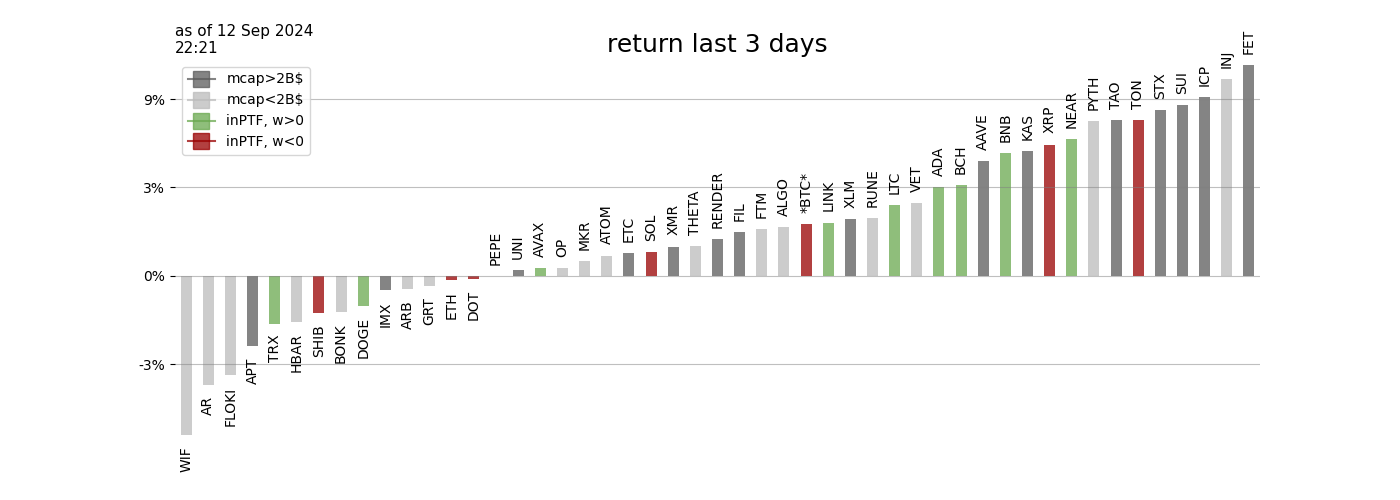 as of 12 Sep 2024
22:21
return last 3 days
mcap>2B$
mcap<2B$
inPTF, w>0
inPTF, w<0
9%
3%
0%
-3%
WIF
AR
FLOKI
APT
TRX
HBAR
SHIB
BONK
DOGE
IMX
ARB
GRT
ETH
DOT
PEPE
UNI
AVAX
OP
MKR
ATOM
ETC
SOL
XMR
THETA
RENDER
FIL
FTM
ALGO
*BTC*
LINK
XLM
RUNE
LTC
VET
ADA
BCH
AAVE
BNB
KAS
XRP
NEAR
PYTH
TAO
TON
STX
SUI
ICP
INJ
FET